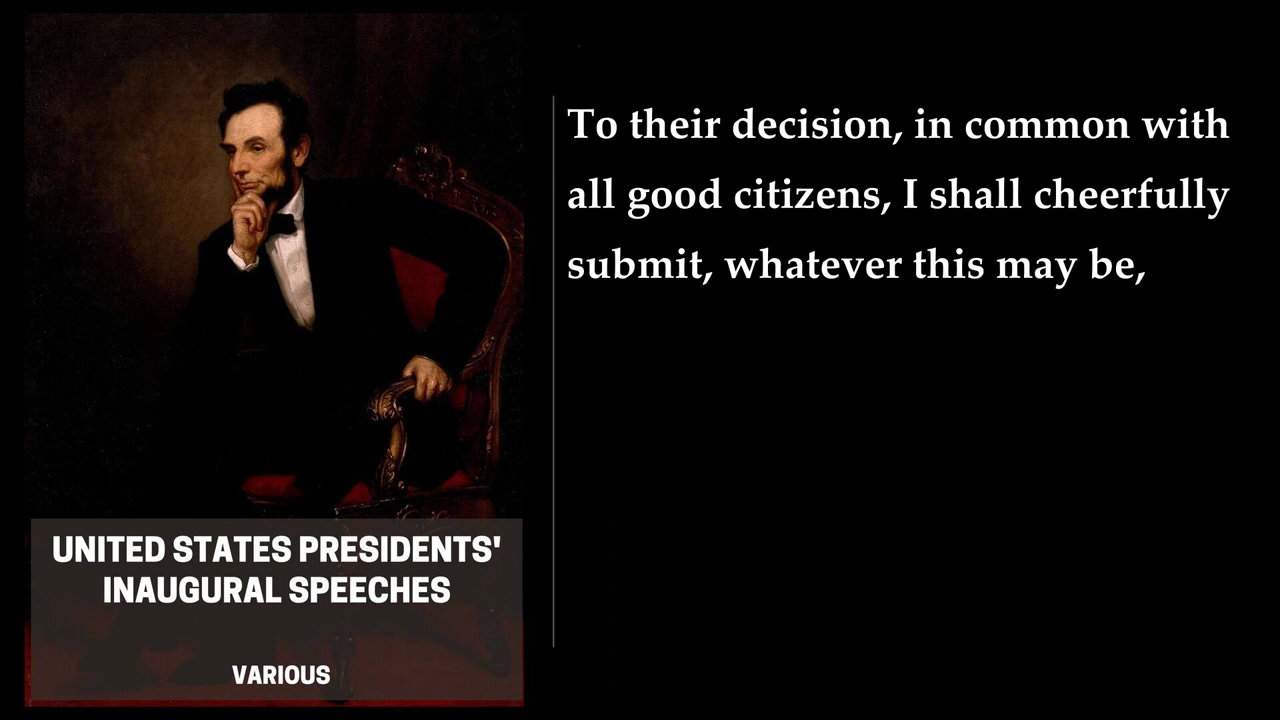 To their decision, in common with
all good citizens, I shall cheerfully
submit, whatever this may be,
UNITED STATES PRESIDENTS'
INAUGURAL SPEECHES
VARIOUS